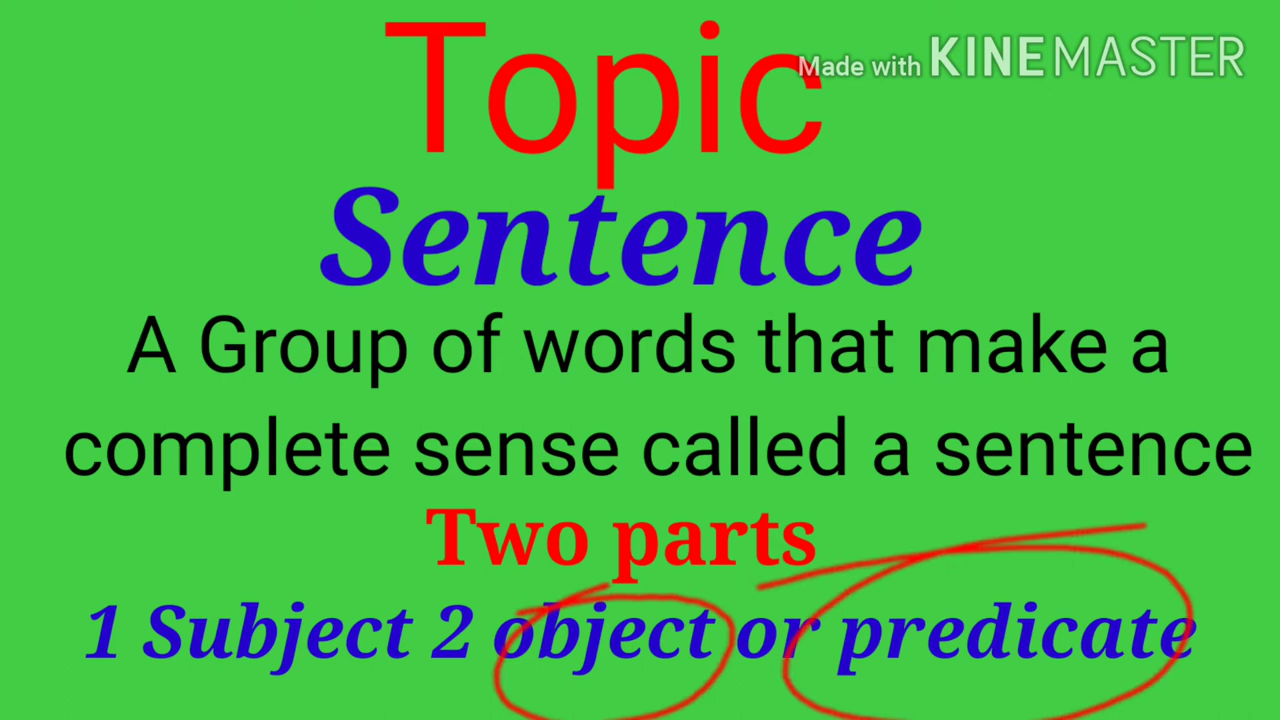 Made with KINEMASTER
Topic
Sentence
A Group of words that make a
complete sense called a sentence
Two parts
1 Subject 2 object or predicate